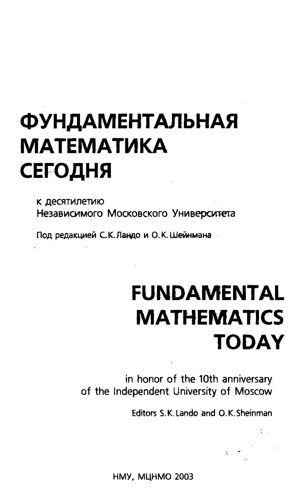 ФУНДАМЕНТАЛЬНАЯ
МАТЕМАТИКА
СЕГОДНЯ
к десятилетию
Независимого Московского Университета
Под редакцией С.К.Ландо и О.К.Шейнмана
FUNDAMENTAL
MATHEMATICS
TODAY
in honor of the 10th anniversary
of the Independent University of Moscow
Editors S.K.Lando and O.K.Sheinman
НМУ, МЦНМО 2003